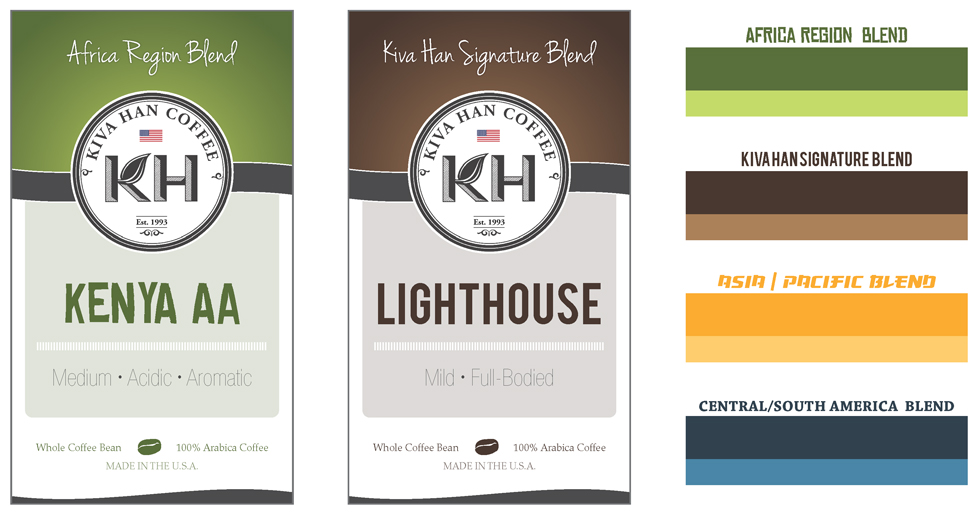 Africa Region Blend
KIVA HAN COFFEE
KH
Est. 1993
KENYA AA
Medium • Acidic • Aromatic
Whole Coffee Bean 100% Arabica Coffee
MADE IN THE U.S.A.
Kiva Han Signature Blend
KIVA HAN COFFEE
KH
Est. 1993
LIGHTHOUSE
Mild • Full-Bodied
Whole Coffee Bean 100% Arabica Coffee
MADE IN THE U.S.A.
AFRICA REGION BLEND
KIVA HAN SIGNATURE BLEND
ASIA | PACIFIC BLEND
CENTRAL/SOUTH AMERICA BLEND